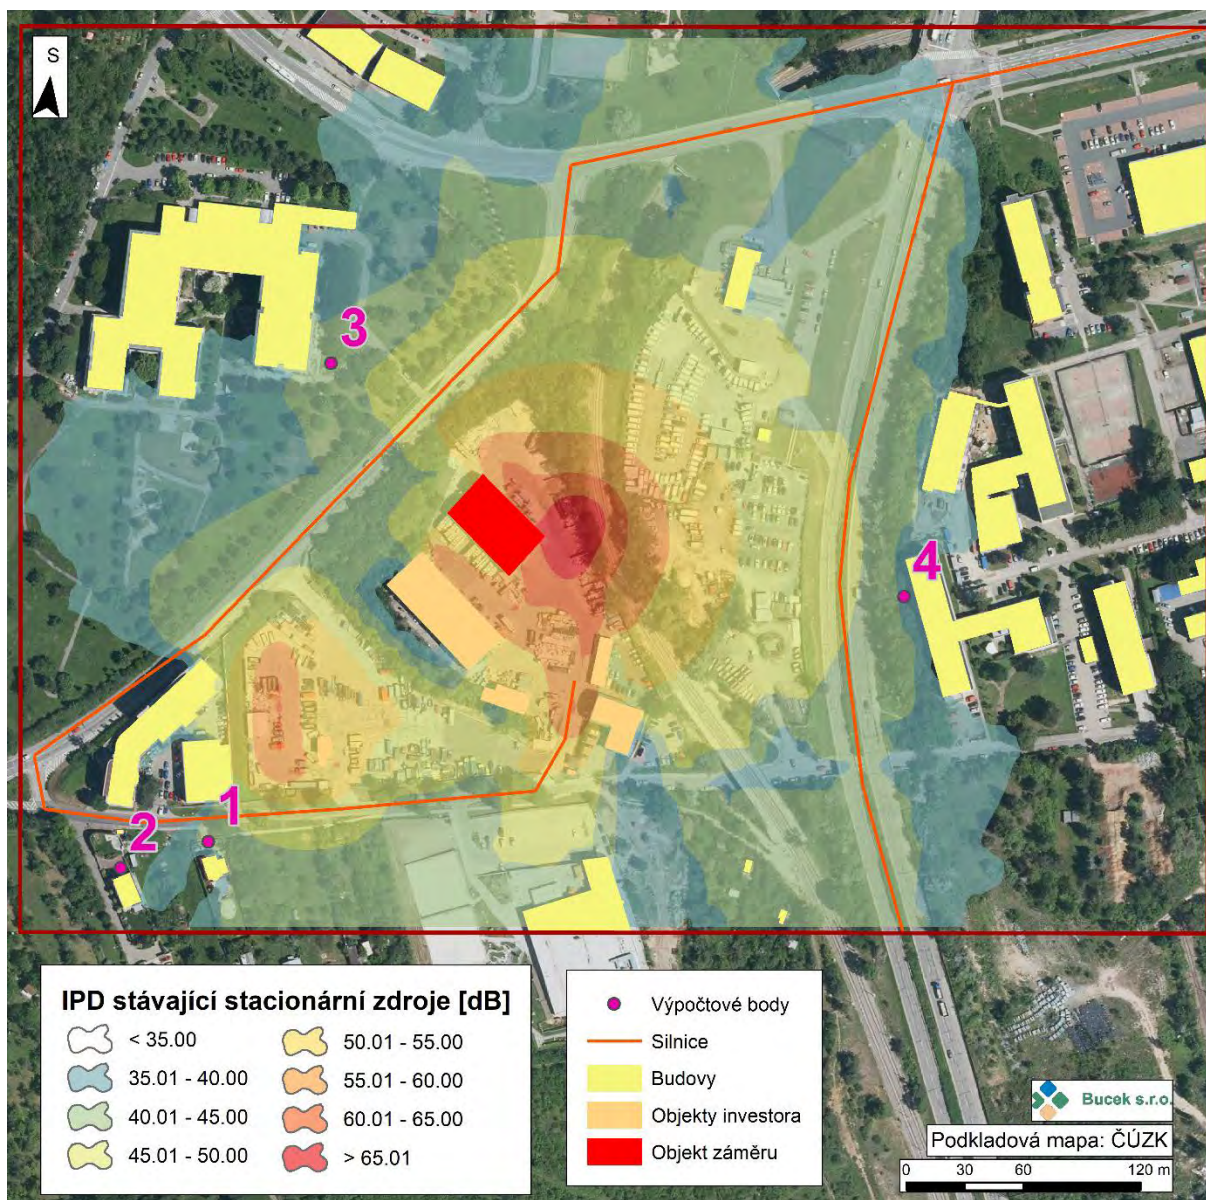 S
3
4
1
2
IPD stávající stacionární zdroje [dB]
< 35.00
35.01 - 40.00
40.01 - 45.00
45.01 - 50.00
50.01 - 55.00
55.01 - 60.00
60.01 - 65.00
> 65.01
Výpočtové body
Silnice
Budovy
Objekty investora
Objekt záměru
Bucek s.r.o.
Podkladová mapa: ČÚZK
0 30 60 120 m